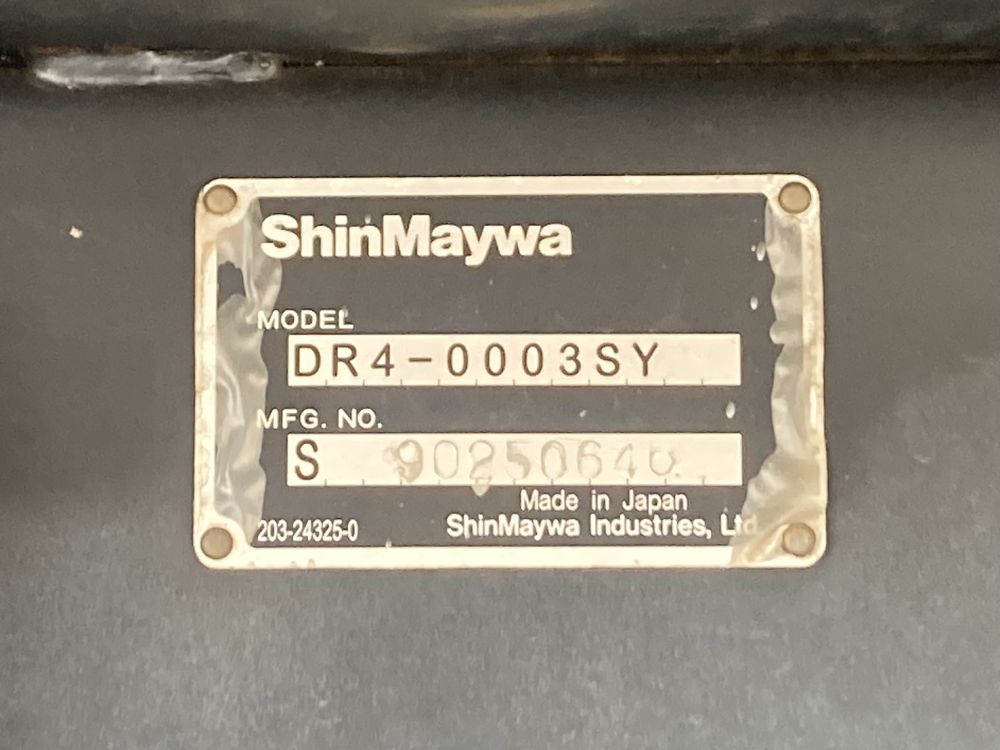 ShinMaywa
MODEL
DR4-0003SY
MFG. NO.
S
Made in Japan
203-24325-0
ShinMaywa Industries, Ltd